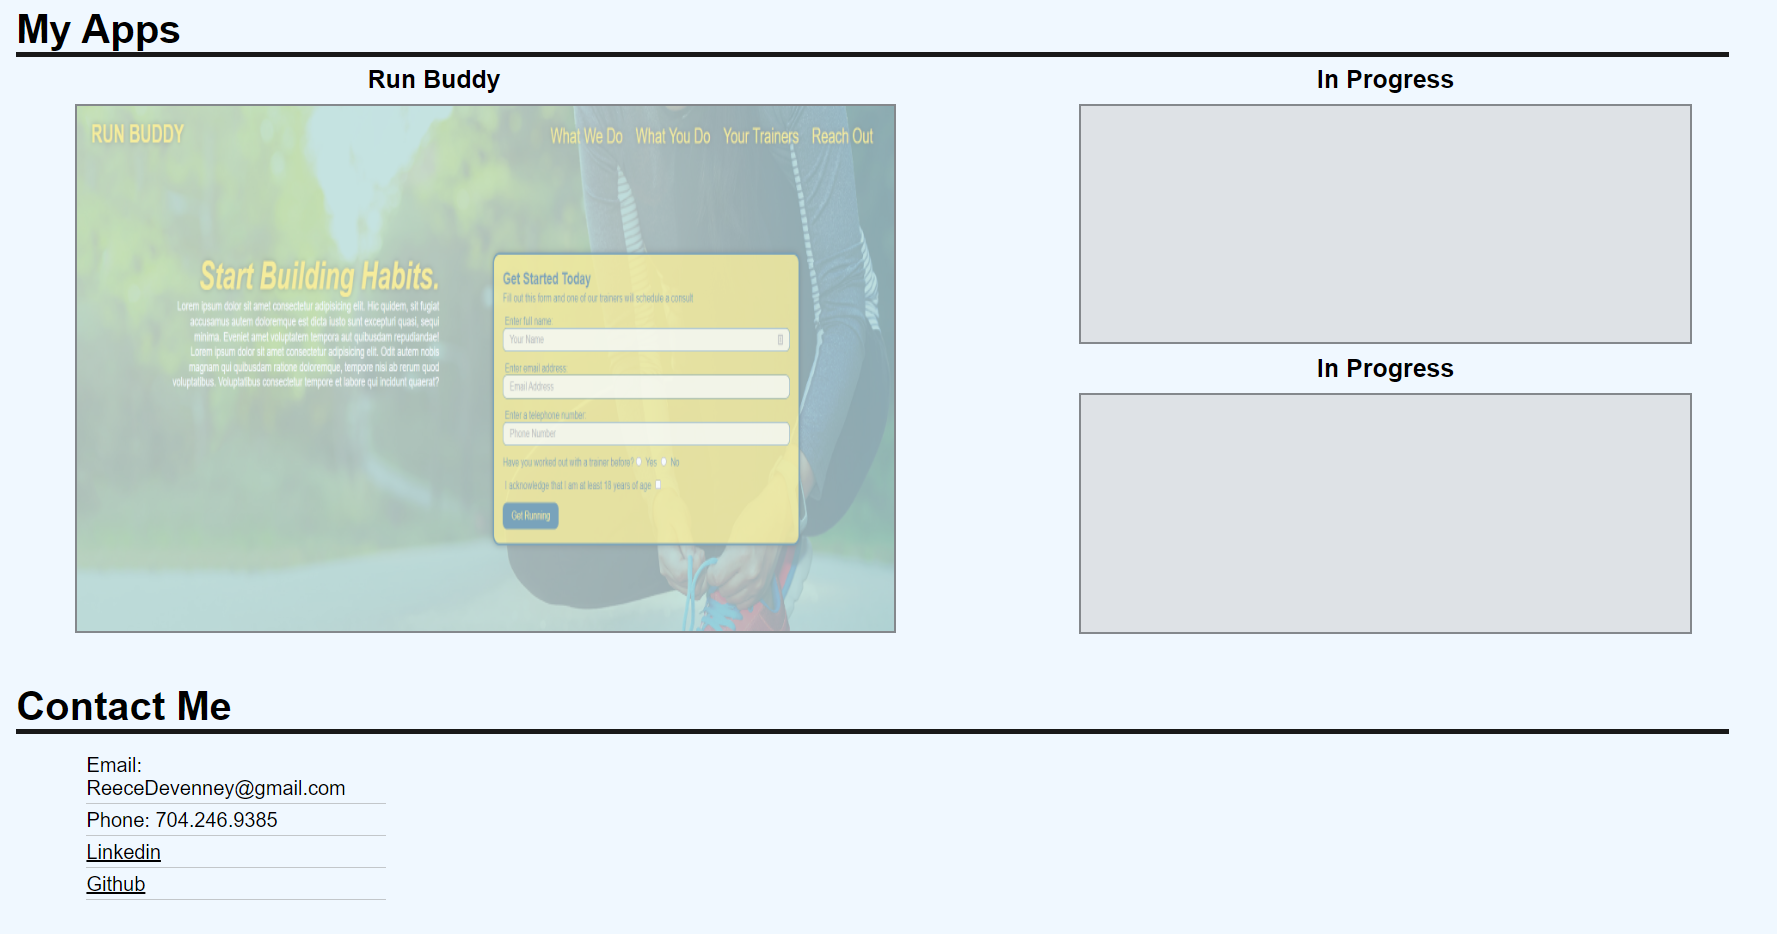 My Apps
Run Buddy
RUN BUDDY
What We Do What You Do Your Trainers Reach Out
Start Building Habits.
Lorem ipsum dolor sit amet consectetur adipisicing elit. Hic quidem, sit fugiat
accusamus autem doloremque est dicta iusto sunt excepturi quasi, sequi
minima. Eveniet amet voluptatem tempora aut quibusdam repudiandae!
Lorem ipsum dolor sit amet consectetur adipisicing elit. Odit autem nobis
magnam qui quibusdam ratione doloremque, tempore nisi ab rerum quod
voluptatibus. Voluptatibus consectetur tempore et labore qui incidunt quaerat?
Get Started Today
Fill out this form and one of our trainers will schedule a consult
Enter full name:
Your Name
Enter email address:
Email Address
Enter a telephone number:
Phone Number
Have you worked out with a trainer before? Yes No
I acknowledge that I am at least 18 years of age
Get Running
In Progress
In Progress
Contact Me
Email:
ReeceDevenney@gmail.com
Phone: 704.246.9385
Linkedin
Github